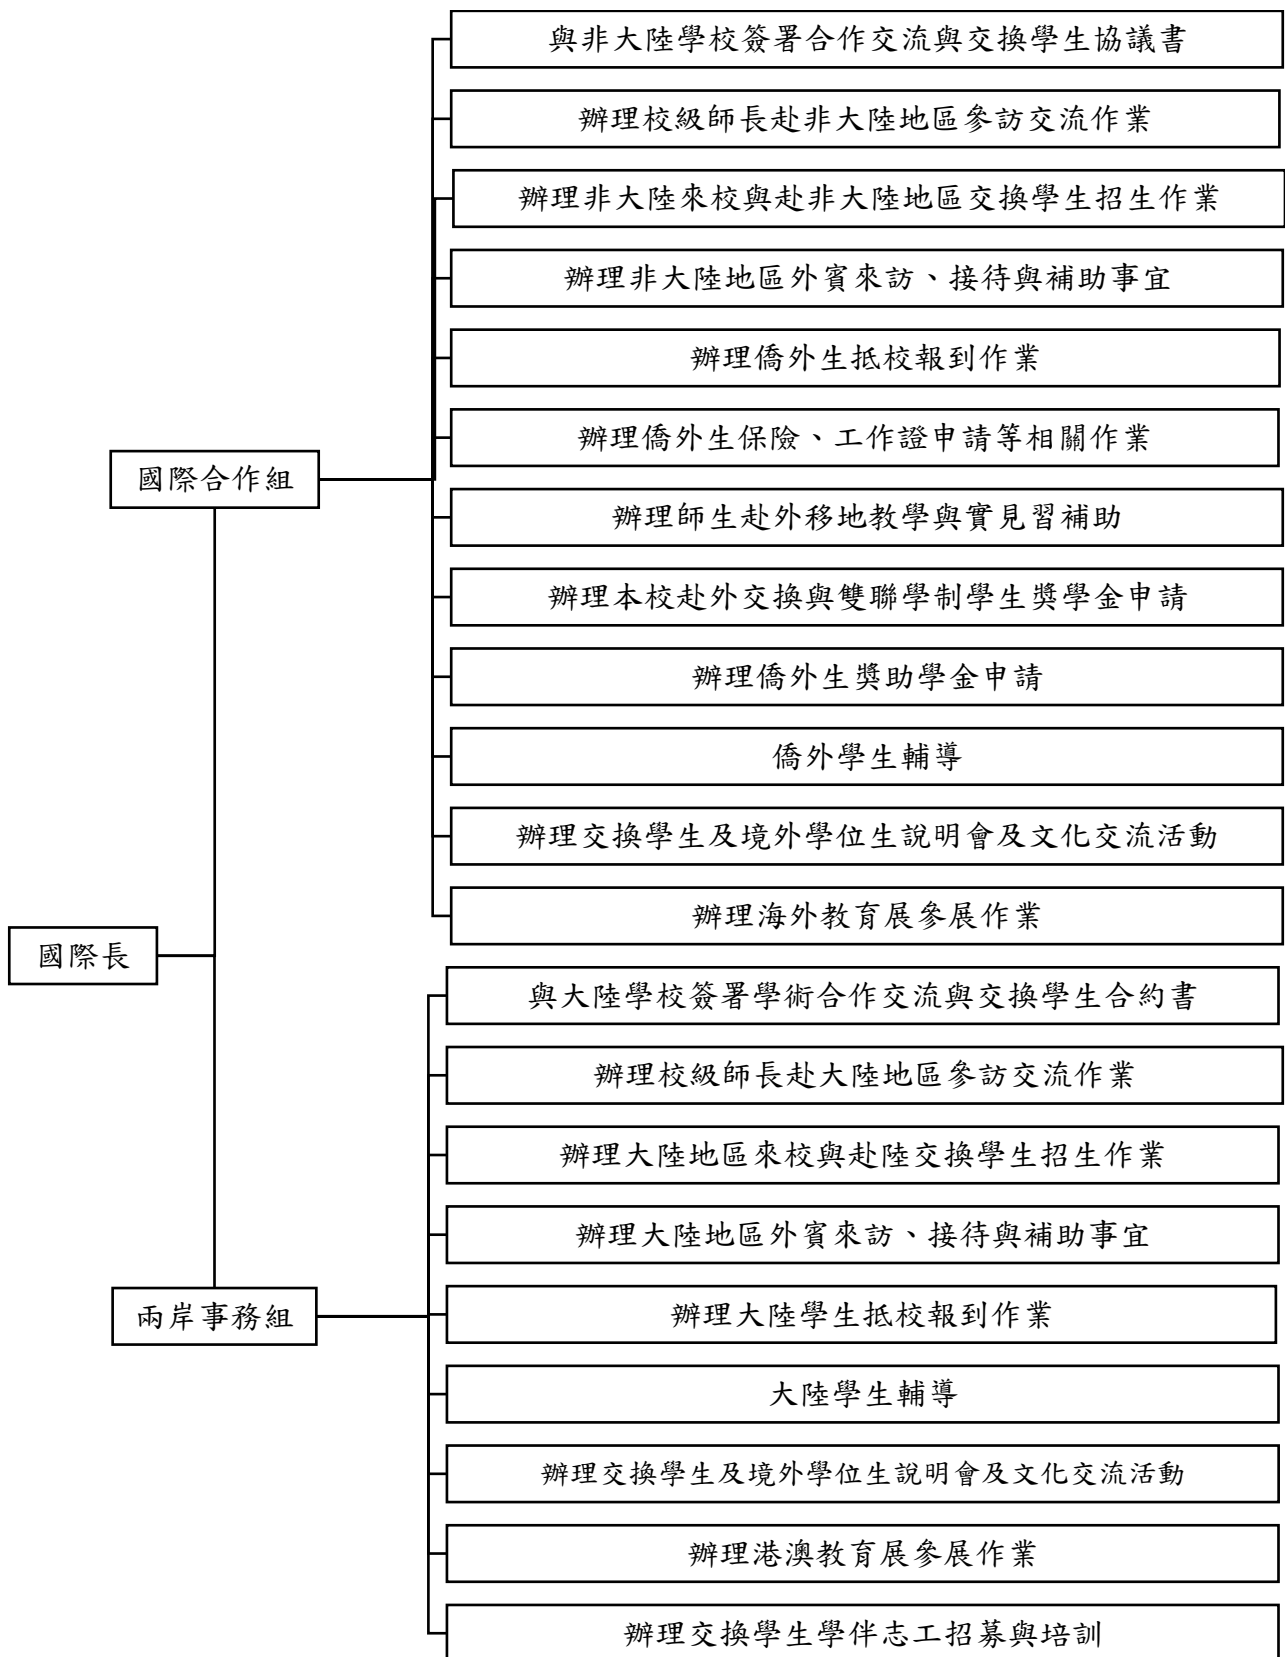 與非大陸學校簽署合作交流與交換學生協議書
辦理校級師長赴非大陸地區參訪交流作業
辦理非大陸來校與赴非大陸地區交換學生招生作業
辦理非大陸地區外賓來訪、接待與補助事宜
辦理僑外生抵校報到作業
辦理僑外生保險、工作證申請等相關作業
國際合作組
辦理師生赴外移地教學與實見習補助
辦理本校赴外交換與雙聯學制學生獎學金申請
辦理僑外生獎助學金申請
僑外學生輔導
辦理交換學生及境外學位生說明會及文化交流活動
辦理海外教育展參展作業
國際長
與大陸學校簽署學術合作交流與交換學生合約書
辦理校級師長赴大陸地區參訪交流作業
辦理大陸地區來校與赴陸交換學生招生作業
辦理大陸地區外賓來訪、接待與補助事宜
兩岸事務組
辦理大陸學生抵校報到作業
大陸學生輔導
辦理交換學生及境外學位生說明會及文化交流活動
辦理港澳教育展參展作業
辦理交換學生學伴志工招募與培訓